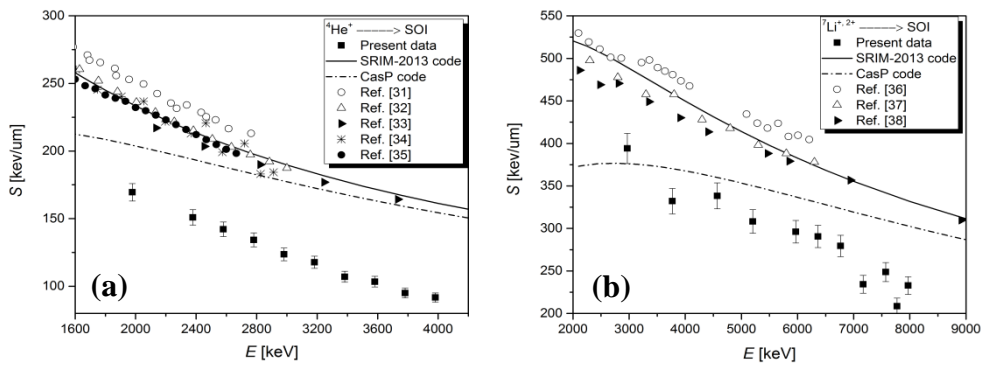 300
250
200
150
100
S [kev/um]
1600
2000
2400
2800
3200
3600
4000
E [keV]
(a)
⁴He⁺ -----> SOI
Present data
SRIM-2013 code
CasP code
Ref. [31]
Ref. [32]
Ref. [33]
Ref. [34]
Ref. [35]
550
500
450
400
350
300
250
200
S [kev/um]
2000
3000
4000
5000
6000
7000
8000
9000
E [keV]
(b)
⁷Li⁺˒ ²⁺ -----> SOI
Present data
SRIM-2013 code
CasP code
Ref. [36]
Ref. [37]
Ref. [38]